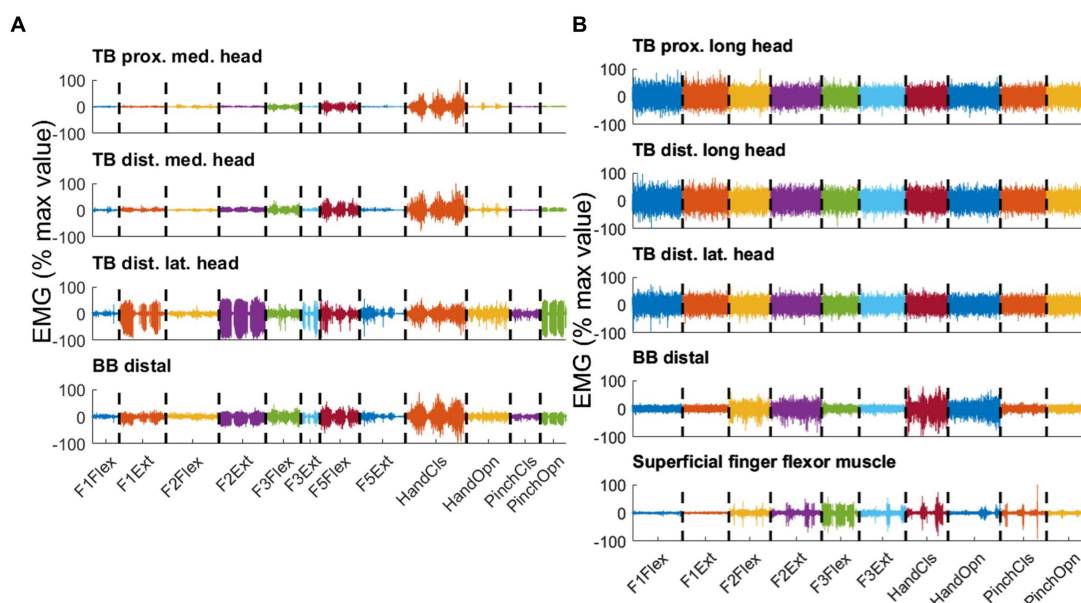 A
TB prox. med. head
100
0
-100
TB dist. med. head
100
0
-100
TB dist. lat. head
100
0
-100
BB distal
100
0
-100
EMG (% max value)
F1Flex
F1Ext
F2Flex
F2Ext
F3Flex
F3Ext
F5Flex
F5Ext
HandCls
HandOpn
PinchCls
PinchOpn
B
TB prox. long head
100
0
-100
TB dist. long head
100
0
-100
TB dist. lat. head
100
0
-100
BB distal
100
0
-100
Superficial finger flexor muscle
100
0
-100
EMG (% max value)
F1Flex
F1Ext
F2Flex
F2Ext
F3Flex
F3Ext
HandCls
HandOpn
PinchCls
PinchOpn